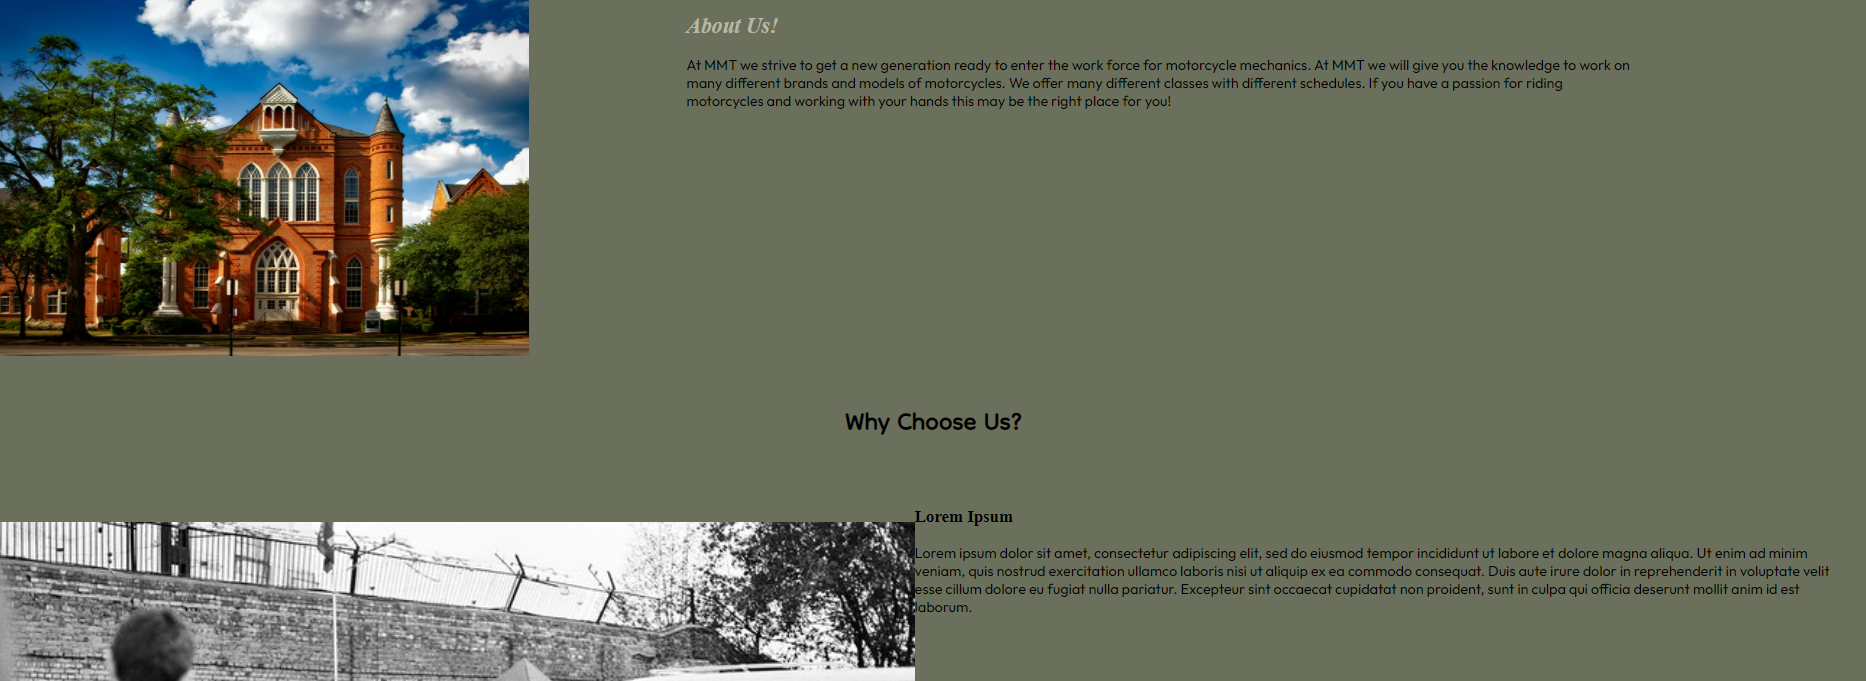 About Us!
At MMT we strive to get a new generation ready to enter the work force for motorcycle mechanics. At MMT we will give you the knowledge to work on
many different brands and models of motorcycles. We offer many different classes with different schedules. If you have a passion for riding
motorcycles and working with your hands this may be the right place for you!
Why Choose Us?
Lorem Ipsum
Lorem ipsum dolor sit amet, consectetur adipiscing elit, sed do eiusmod tempor incididunt ut labore et dolore magna aliqua. Ut enim ad minim
veniam, quis nostrud exercitation ullamco laboris nisi ut aliquip ex ea commodo consequat. Duis aute irure dolor in reprehenderit in voluptate velit
esse cillum dolore eu fugiat nulla pariatur. Excepteur sint occaecat cupidatat non proident, sunt in culpa qui officia deserunt mollit anim id est
laborum.